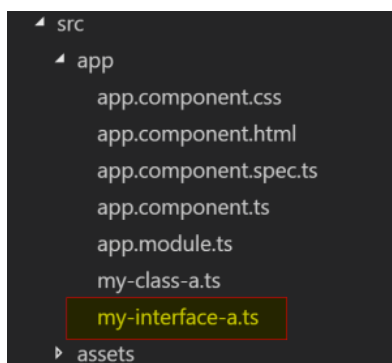 src
app
app.component.css
app.component.html
app.component.spec.ts
app.component.ts
app.module.ts
my-class-a.ts
my-interface-a.ts
assets